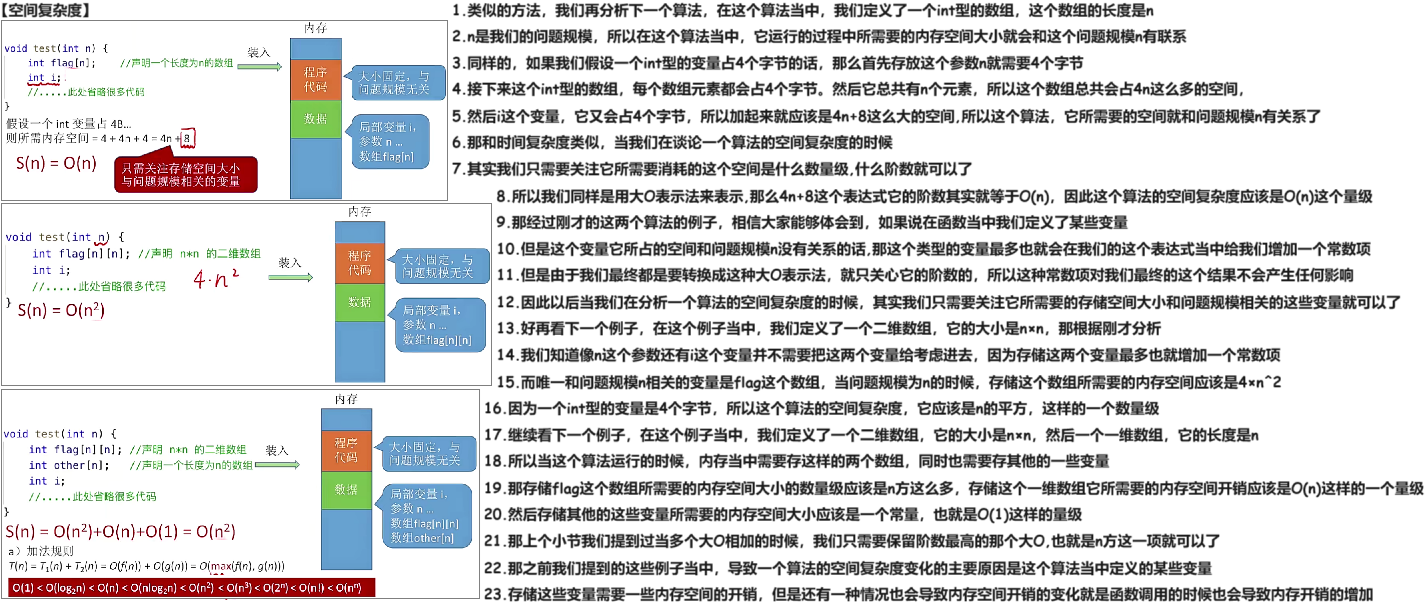 【空间复杂度】
内存
void test(int n) {
int flag[n]; //声明一个长度为n的数组
int i;
//.....此处省略很多代码
}
装入
程序
代码
数据
大小固定，与
问题规模无关
局部变量 i，
参数 n ...
数组flag[n]
假设一个 int 变量占 4B...
则所需内存空间 = 4 + 4n + 4 = 4n + 8
S(n) = O(n)
只需关注存储空间大小
与问题规模相关的变量
内存
void test(int n) {
int flag[n][n]; //声明 n*n 的二维数组
int i;
//.....此处省略很多代码
}
4·n²
S(n) = O(n²)
装入
程序
代码
数据
大小固定，与
问题规模无关
局部变量 i，
参数 n ...
数组flag[n][n]
内存
void test(int n) {
int flag[n][n]; //声明 n*n 的二维数组
int other[n]; //声明一个长度为n的数组
int i;
//.....此处省略很多代码
}
装入
程序
代码
数据
大小固定，与
问题规模无关
局部变量 i，
参数 n ...
数组flag[n][n]
数组other[n]
S(n) = O(n²)+O(n)+O(1) = O(n²)
a）加法规则
T(n) = T₁(n) + T₂(n) = O(f(n)) + O(g(n)) = O(max(f(n), g(n)))
O(1) < O(log₂n) < O(n) < O(nlog₂n) < O(n²) < O(n³) < O(2ⁿ) < O(n!) < O(nⁿ)
1.类似的方法，我们再分析下一个算法，在这个算法当中，我们定义了一个int型的数组，这个数组的长度是n
2.n是我们的问题规模，所以在这个算法当中，它运行的过程中所需要的内存空间大小就会和这个问题规模n有联系
3.同样的，如果我们假设一个int型的变量占4个字节的话，那么首先存放这个参数n就需要4个字节
4.接下来这个int型的数组，每个数组元素都会占4个字节。然后它总共有n个元素，所以这个数组总共会占4n这么多的空间，
5.然后i这个变量，它又会占4个字节，所以加起来就应该是4n+8这么大的空间,所以这个算法，它所需要的空间就和问题规模n有关系了
6.那和时间复杂度类似，当我们在谈论一个算法的空间复杂度的时候
7.其实我们只需要关注它所需要消耗的这个空间是什么数量级,什么阶数就可以了
8.所以我们同样是用大O表示法来表示,那么4n+8这个表达式它的阶数其实就等于O(n)，因此这个算法的空间复杂度应该是O(n)这个量级
9.那经过刚才的这两个算法的例子，相信大家能够体会到，如果说在函数当中我们定义了某些变量
10.但是这个变量它所占的空间和问题规模n没有关系的话,那这个类型的变量最多也就会在我们的这个表达式当中给我们增加一个常数项
11.但是由于我们最终都是要转换成这种大O表示法，就只关心它的阶数的，所以这种常数项对我们最终的这个结果不会产生任何影响
12.因此以后当我们在分析一个算法的空间复杂度的时候，其实我们只需要关注它所需要的存储空间大小和问题规模相关的这些变量就可以了
13.好再看下一个例子，在这个例子当中，我们定义了一个二维数组，它的大小是n×n，那根据刚才分析
14.我们知道像n这个参数还有i这个变量并不需要把这两个变量给考虑进去，因为存储这两个变量最多也就增加一个常数项
15.而唯一和问题规模n相关的变量是flag这个数组，当问题规模为n的时候，存储这个数组所需要的内存空间应该是4×n^2
16.因为一个int型的变量是4个字节，所以这个算法的空间复杂度，它应该是n的平方，这样的一个数量级
17.继续看下一个例子，在这个例子当中，我们定义了一个二维数组，它的大小是n×n，然后一个一维数组，它的长度是n
18.所以当这个算法运行的时候，内存当中需要存这样的两个数组，同时也需要存其他的一些变量
19.那存储flag这个数组所需要的内存空间大小的数量级应该是n方这么多，存储这个一维数组它所需要的内存空间开销应该是O(n)这样的一个量级
20.然后存储其他的这些变量所需要的内存空间大小应该是一个常量，也就是O(1)这样的量级
21.那上个小节我们提到过当多个大O相加的时候，我们只需要保留阶数最高的那个大O,也就是n方这一项就可以了
22.那之前我们提到的这些例子当中，导致一个算法的空间复杂度变化的主要原因是这个算法当中定义的某些变量
23.存储这些变量需要一些内存空间的开销，但是还有一种情况也会导致内存空间开销的变化就是函数调用的时候也会导致内存开销的增加